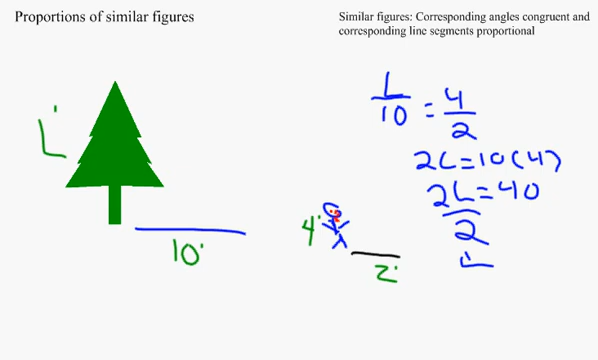 Proportions of similar figures
Similar figures: Corresponding angles congruent and
corresponding line segments proportional
L'
10'
4'
2'
L/10 = 4/2
2L=10(4)
2L=40
2
L